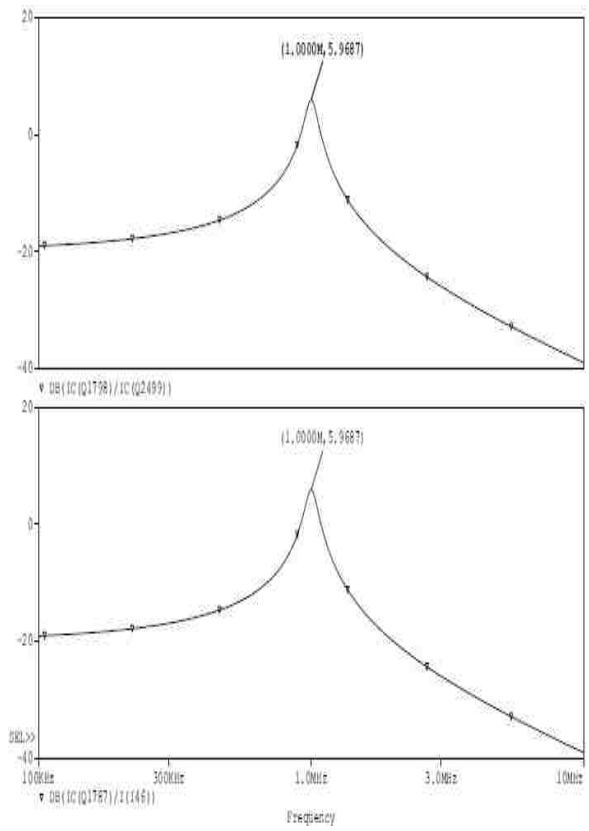 20
(1.0000M,5.9687)
0
-20
-40
▿ DB(IC(Q1798)/IC(Q2499))
20
(1.0000M,5.9687)
0
-20
SEL>>
-40
100KHz 300KHz 1.0MHz 3.0MHz 10MHz
▿ DB(IC(Q1787)/I(I46))
Frequency